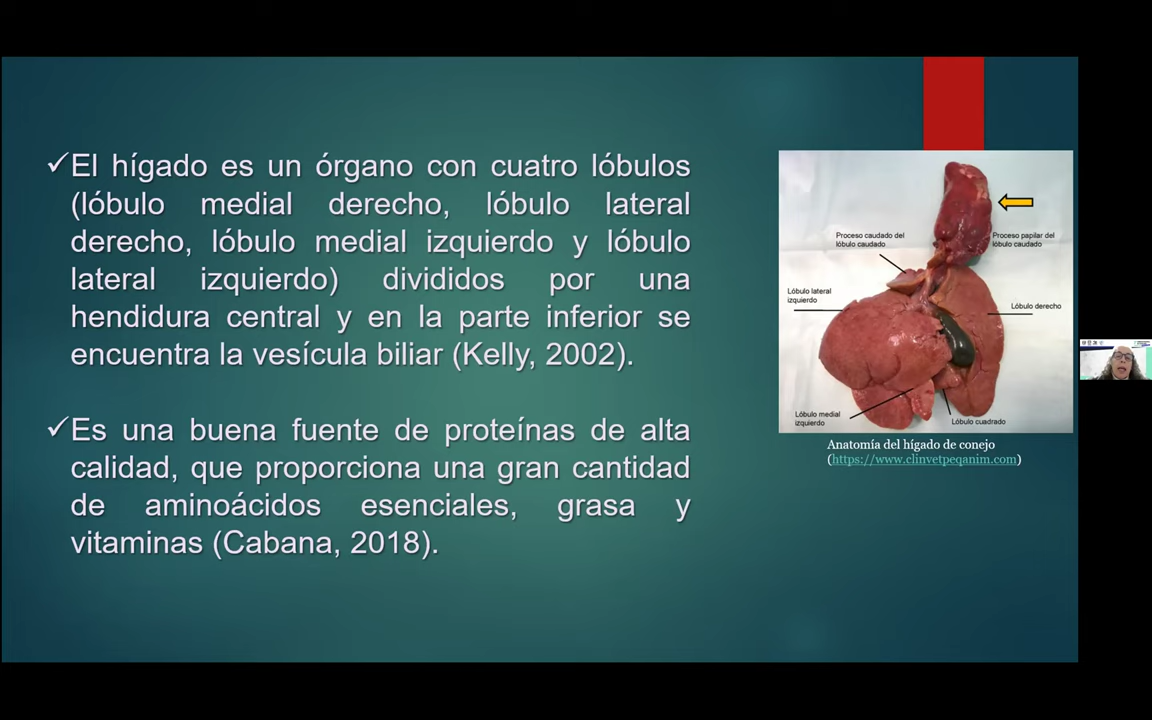 ✓El hígado es un órgano con cuatro lóbulos
(lóbulo medial derecho, lóbulo lateral
derecho, lóbulo medial izquierdo y lóbulo
lateral izquierdo) divididos por una
hendidura central y en la parte inferior se
encuentra la vesícula biliar (Kelly, 2002).
✓Es una buena fuente de proteínas de alta
calidad, que proporciona una gran cantidad
de aminoácidos esenciales, grasa y
vitaminas (Cabana, 2018).
Proceso caudado del
lóbulo caudado
Proceso papilar del
lóbulo caudado
Lóbulo lateral
izquierdo
Lóbulo derecho
Lóbulo medial
izquierdo
Lóbulo cuadrado
Anatomía del hígado de conejo
(https://www.clinvetpeqanim.com)